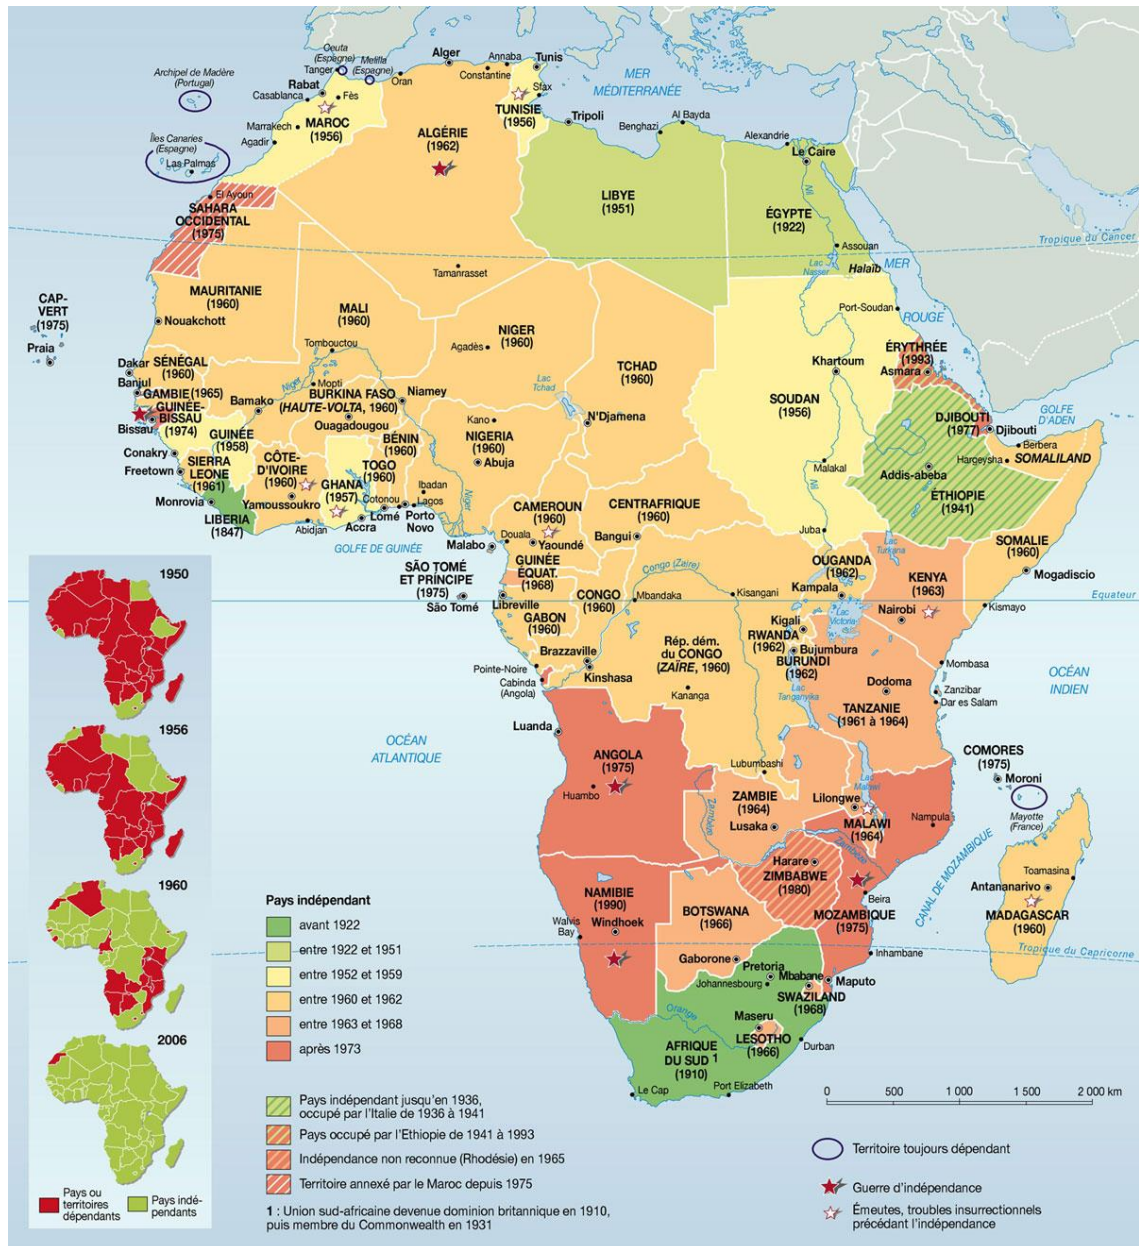 Ceuta
(Espagne)
Melilla
(Espagne)
Tanger
Alger
Annaba
Constantine
Tunis
Oran
Sfax
Archipel de Madère
(Portugal)
Rabat
Casablanca
Fès
MAROC
(1956)
Marrakech
Agadir
TUNISIE
(1956)
MER
MÉDITERRANÉE
ALGÉRIE
(1962)
Tripoli
Benghazi
Al Bayda
Alexandrie
Le Caire
Îles Canaries
(Espagne)
Las Palmas
El Ayoun
SAHARA
OCCIDENTAL
(1975)
LIBYE
(1951)
Nil
ÉGYPTE
(1922)
Assouan
Lac
Nasser
Halaïb
Tropique du Cancer
MER
ROUGE
Tamanrasset
MAURITANIE
(1960)
Nouakchott
MALI
(1960)
NIGER
(1960)
Agadès
TCHAD
(1960)
Port-Soudan
CAP-
VERT
(1975)
Praia
Tombouctou
Khartoum
ÉRYTHRÉE
(1993)
Asmara
Dakar
SÉNÉGAL
(1960)
Banjul
GAMBIE (1965)
GUINÉE-
BISSAU
(1974)
Bissau
Niger
Mopti
Bamako
BURKINA FASO
(HAUTE-VOLTA, 1960)
Ouagadougou
Niamey
Lac
Tchad
N'Djamena
SOUDAN
(1956)
DJIBOUTI
(1977)
Djibouti
GOLFE
D'ADEN
Berbera
Hargeysha
SOMALILAND
Kano
NIGERIA
(1960)
Abuja
BÉNIN
(1960)
GUINÉE
(1958)
Conakry
Freetown
SIERRA
LEONE
(1961)
CÔTE-
D'IVOIRE
(1960)
Yamoussoukro
TOGO
(1960)
GHANA
(1957)
Malakal
Nil
Addis-abeba
ÉTHIOPIE
(1941)
Monrovia
LIBERIA
(1847)
Abidjan
Accra
Lomé
Cotonou
Porto
Novo
Ibadan
Lagos
Niger
CAMEROUN
(1960)
Douala
Yaoundé
CENTRAFRIQUE
(1960)
Bangui
Juba
Lac
Turkana
GOLFE DE GUINÉE
Malabo
GUINÉE
ÉQUAT.
(1968)
SÃO TOMÉ
ET PRÍNCIPE
(1975)
São Tomé
Libreville
GABON
(1960)
CONGO
(1960)
Congo (Zaïre)
Mbandaka
Kisangani
OUGANDA
(1962)
Kampala
KENYA
(1963)
Nairobi
SOMALIE
(1960)
Mogadiscio
Equateur
Kismayo
Lac
Victoria
Kigali
RWANDA
(1962)
Bujumbura
BURUNDI
(1962)
Brazzaville
Pointe-Noire
Cabinda
(Angola)
Kinshasa
Rép. dém.
du CONGO
(ZAÏRE, 1960)
Kananga
Lac
Tanganyika
Dodoma
TANZANIE
(1961 à 1964)
Mombasa
Zanzibar
Dar es Salam
OCÉAN
INDIEN
Luanda
OCÉAN
ATLANTIQUE
ANGOLA
(1975)
Huambo
Lubumbashi
COMORES
(1975)
Moroni
Mayotte
(France)
Zambèze
ZAMBIE
(1964)
Lusaka
Lilongwe
Lac
Malawi
MALAWI
(1964)
Nampula
Zambèze
Harare
ZIMBABWE
(1980)
MOZAMBIQUE
(1975)
Beira
CANAL DE MOZAMBIQUE
Toamasina
Antananarivo
MADAGASCAR
(1960)
NAMIBIE
(1990)
Windhoek
Walvis
Bay
BOTSWANA
(1966)
Gaborone
Tropique du Capricorne
Inhambane
Pretoria
Johannesbourg
Mbabane
SWAZILAND
(1968)
Maputo
Orange
Maseru
LESOTHO
(1966)
Durban
AFRIQUE
DU SUD 1
(1910)
Le Cap
Port Elizabeth
1950
1956
1960
2006
Pays ou
territoires
dépendants
Pays indé-
pendants
Pays indépendant
avant 1922
entre 1922 et 1951
entre 1952 et 1959
entre 1960 et 1962
entre 1963 et 1968
après 1973
Pays indépendant jusqu'en 1936,
occupé par l'Italie de 1936 à 1941
Pays occupé par l'Ethiopie de 1941 à 1993
Indépendance non reconnue (Rhodésie) en 1965
Territoire annexé par le Maroc depuis 1975
1 : Union sud-africaine devenue dominion britannique en 1910,
puis membre du Commonwealth en 1931
0 500 1 000 1 500 2 000 km
Territoire toujours dépendant
Guerre d'indépendance
Émeutes, troubles insurrectionnels
précédant l'indépendance